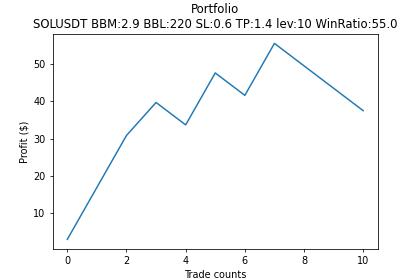 Portfolio
SOLUSDT BBM:2.9 BBL:220 SL:0.6 TP:1.4 lev:10 WinRatio:55.0
Profit ($)
50
40
30
20
10
0 2 4 6 8 10
Trade counts